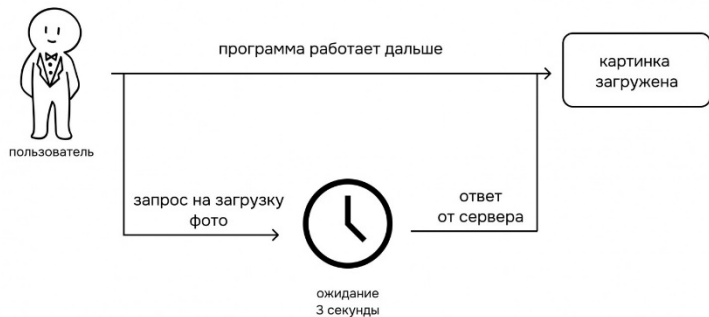 программа работает дальше
картинка
загружена
пользователь
запрос на загрузку
фото
ответ
от сервера
ожидание
3 секунды